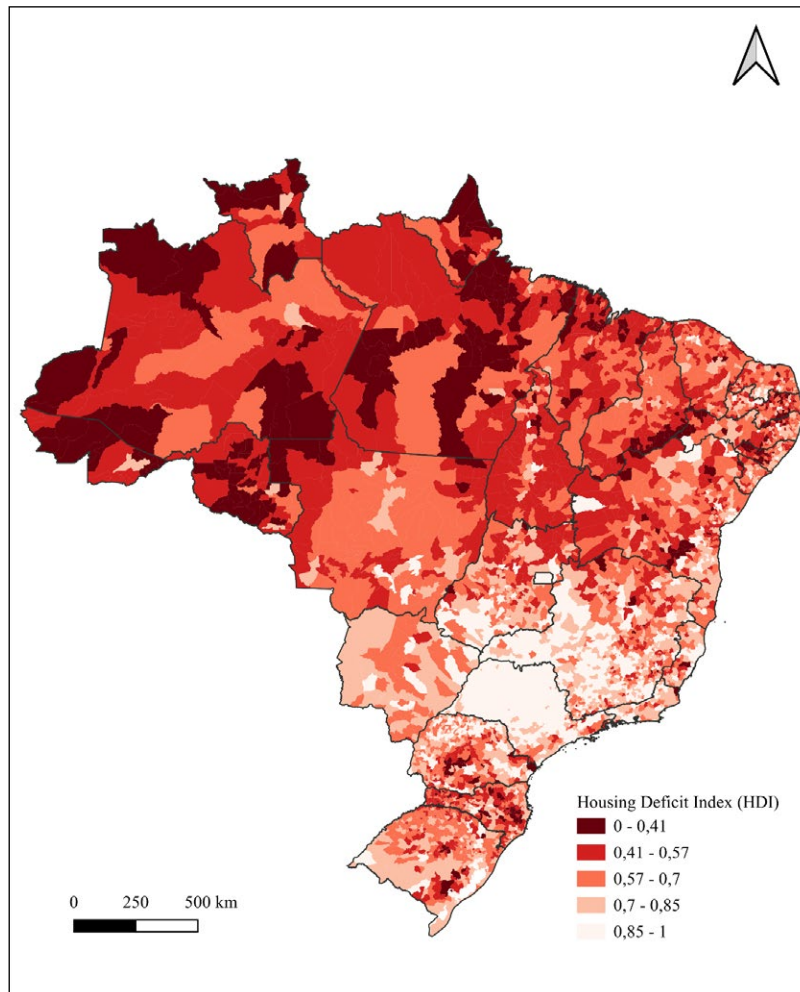 Housing Deficit Index (HDI)
0 - 0,41
0,41 - 0,57
0,57 - 0,7
0,7 - 0,85
0,85 - 1
0 250 500 km